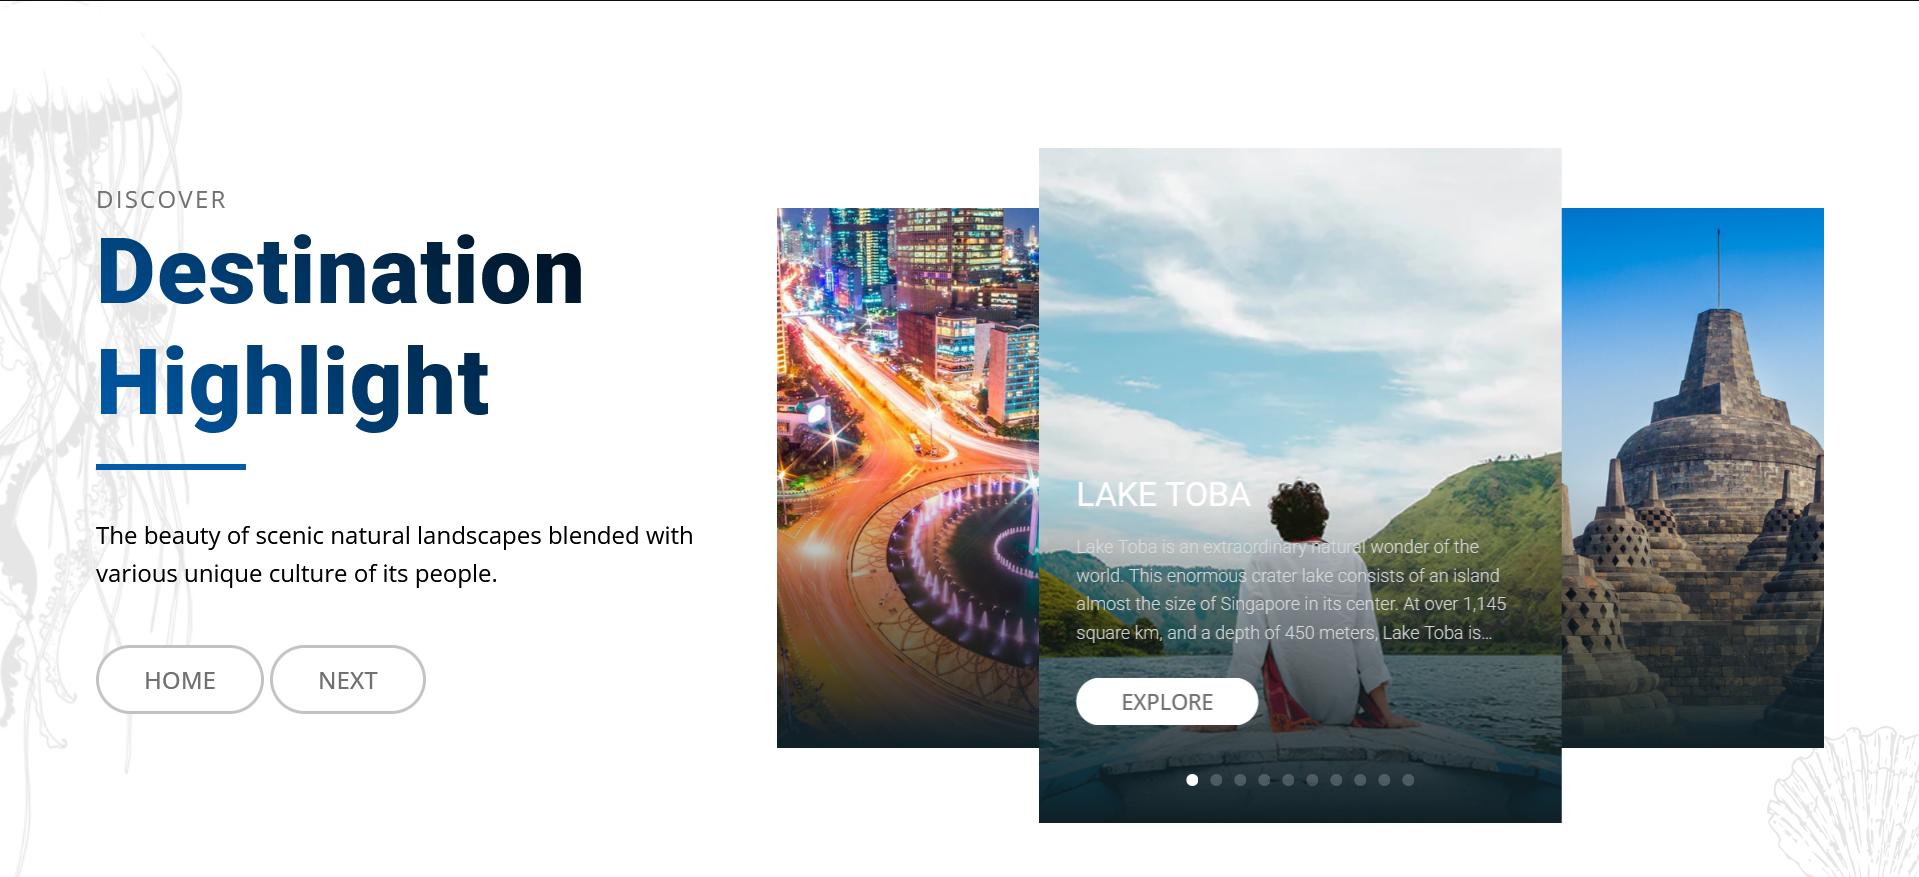 DISCOVER
Destination
Highlight
The beauty of scenic natural landscapes blended with
various unique culture of its people.
HOME NEXT
LAKE TOBA
Lake Toba is an extraordinary natural wonder of the
world. This enormous crater lake consists of an island
almost the size of Singapore in its center. At over 1,145
square km, and a depth of 450 meters, Lake Toba is...
EXPLORE